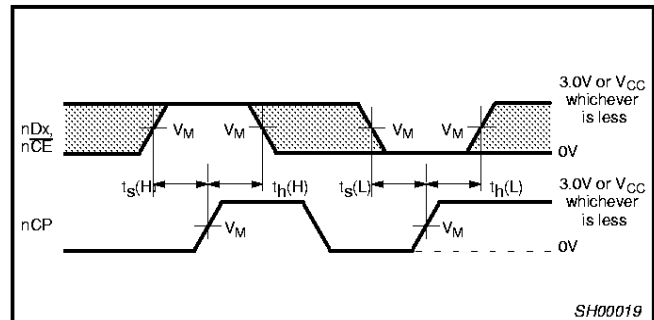 3.0V or VCC
whichever
is less
nDx,
nCE
VM
VM
VM
VM
0V
ts(H)
th(H)
ts(L)
th(L)
3.0V or VCC
whichever
is less
nCP
VM
VM
0V
SH00019